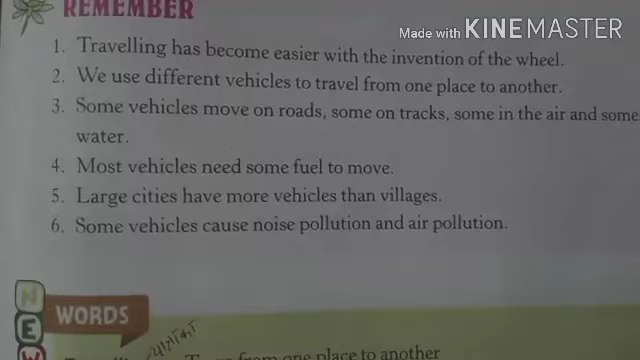 REMEMBER
Made with KINEMASTER
1. Travelling has become easier with the invention of the wheel.
2. We use different vehicles to travel from one place to another.
3. Some vehicles move on roads, some on tracks, some in the air and some
water.
4. Most vehicles need some fuel to move.
5. Large cities have more vehicles than villages.
6. Some vehicles cause noise pollution and air pollution.
NEW
WORDS
from one place to another